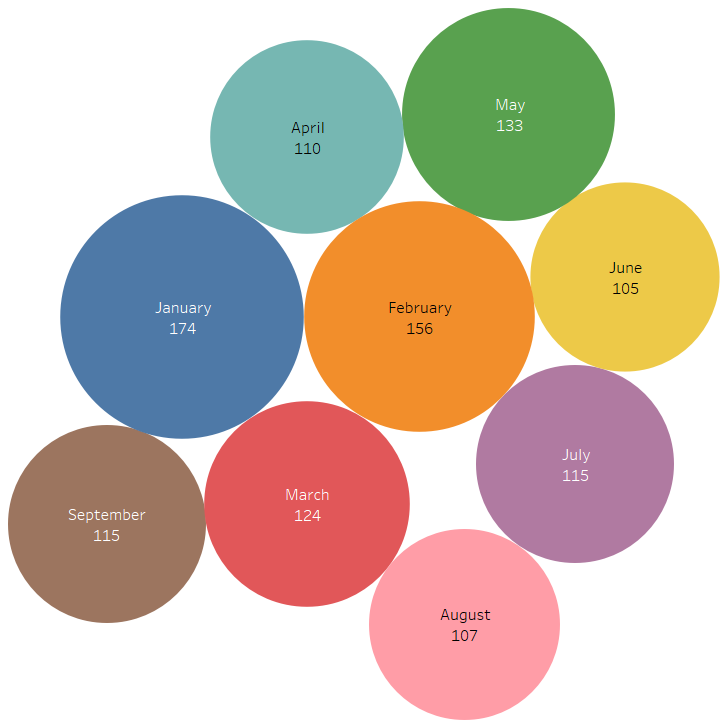 April
110
May
133
June
105
January
174
February
156
July
115
March
124
September
115
August
107